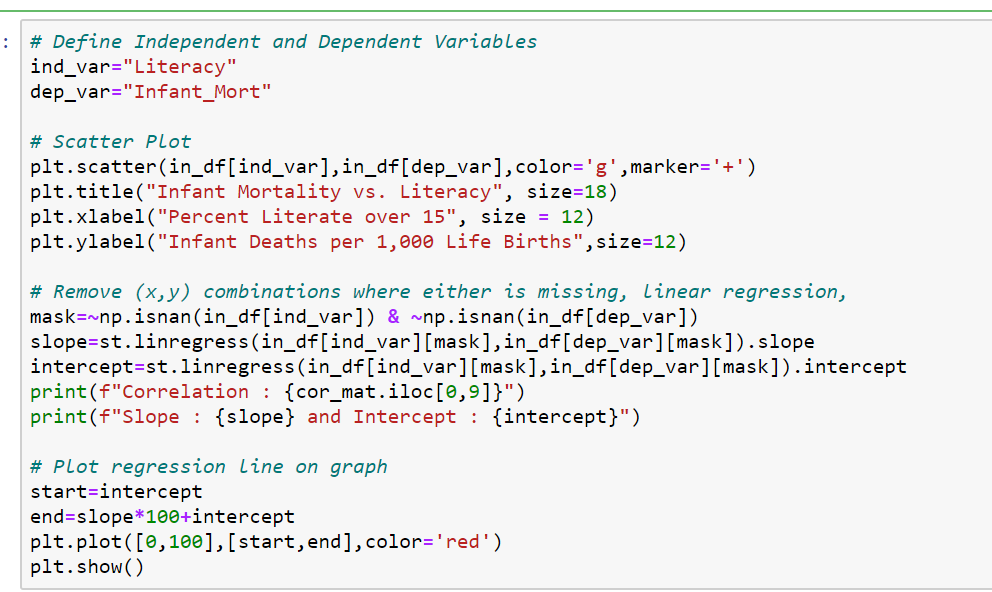 :
# Define Independent and Dependent Variables
ind_var="Literacy"
dep_var="Infant_Mort"
# Scatter Plot
plt.scatter(in_df[ind_var],in_df[dep_var],color='g',marker='+')
plt.title("Infant Mortality vs. Literacy", size=18)
plt.xlabel("Percent Literate over 15", size = 12)
plt.ylabel("Infant Deaths per 1,000 Life Births",size=12)
# Remove (x,y) combinations where either is missing, linear regression,
mask=~np.isnan(in_df[ind_var]) & ~np.isnan(in_df[dep_var])
slope=st.linregress(in_df[ind_var][mask],in_df[dep_var][mask]).slope
intercept=st.linregress(in_df[ind_var][mask],in_df[dep_var][mask]).intercept
print(f"Correlation : {cor_mat.iloc[0,9]}")
print(f"Slope : {slope} and Intercept : {intercept}")
# Plot regression line on graph
start=intercept
end=slope*100+intercept
plt.plot([0,100],[start,end],color='red')
plt.show()